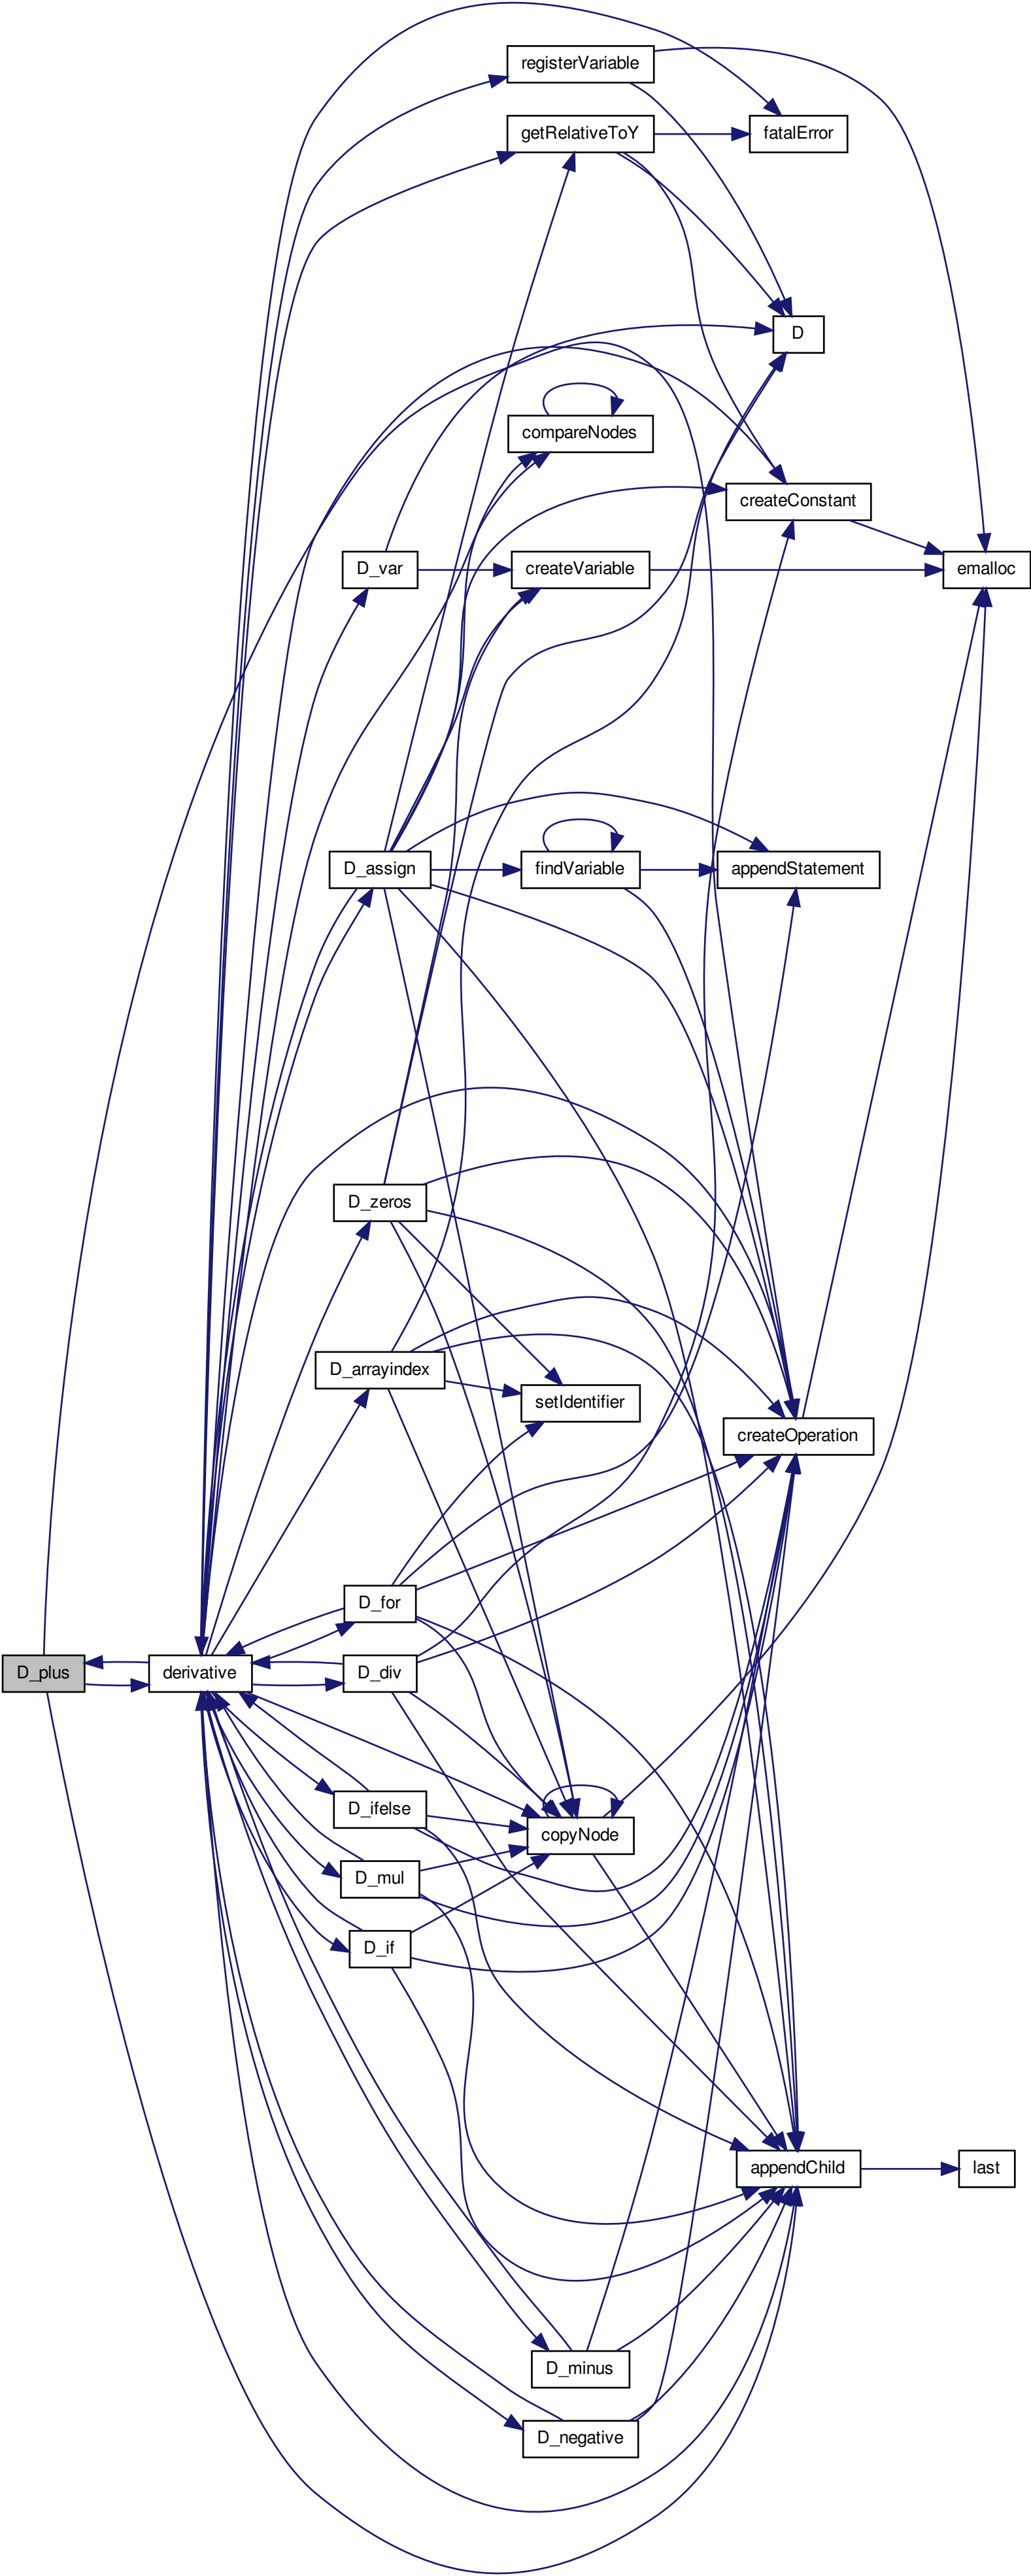 registerVariable
getRelativeToY
fatalError
D
compareNodes
createConstant
D_var
createVariable
emalloc
D_assign
findVariable
appendStatement
D_zeros
D_arrayindex
setIdentifier
createOperation
D_for
D_plus
derivative
D_div
D_ifelse
copyNode
D_mul
D_if
appendChild
last
D_minus
D_negative